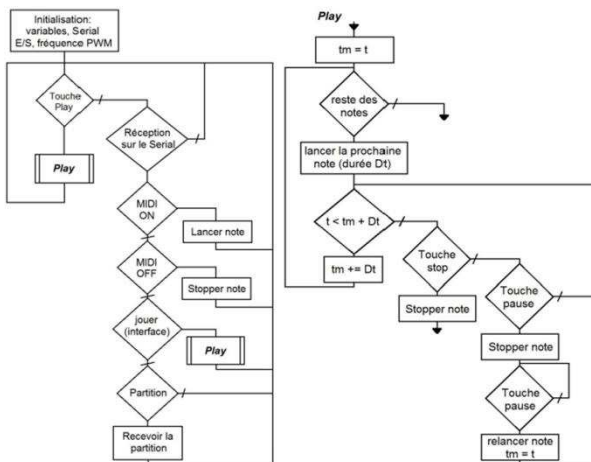 Initialisation:
variables, Serial
E/S, fréquence PWM
Touche
Play
Play
Réception
sur le Serial
MIDI
ON
Lancer note
MIDI
OFF
Stopper note
jouer
(interface)
Play
Partition
Recevoir la
partition
Play
tm = t
reste des
notes
lancer la prochaine
note (durée Dt)
t < tm + Dt
tm += Dt
Touche
stop
Stopper note
Touche
pause
Stopper note
Touche
pause
relancer note
tm = t